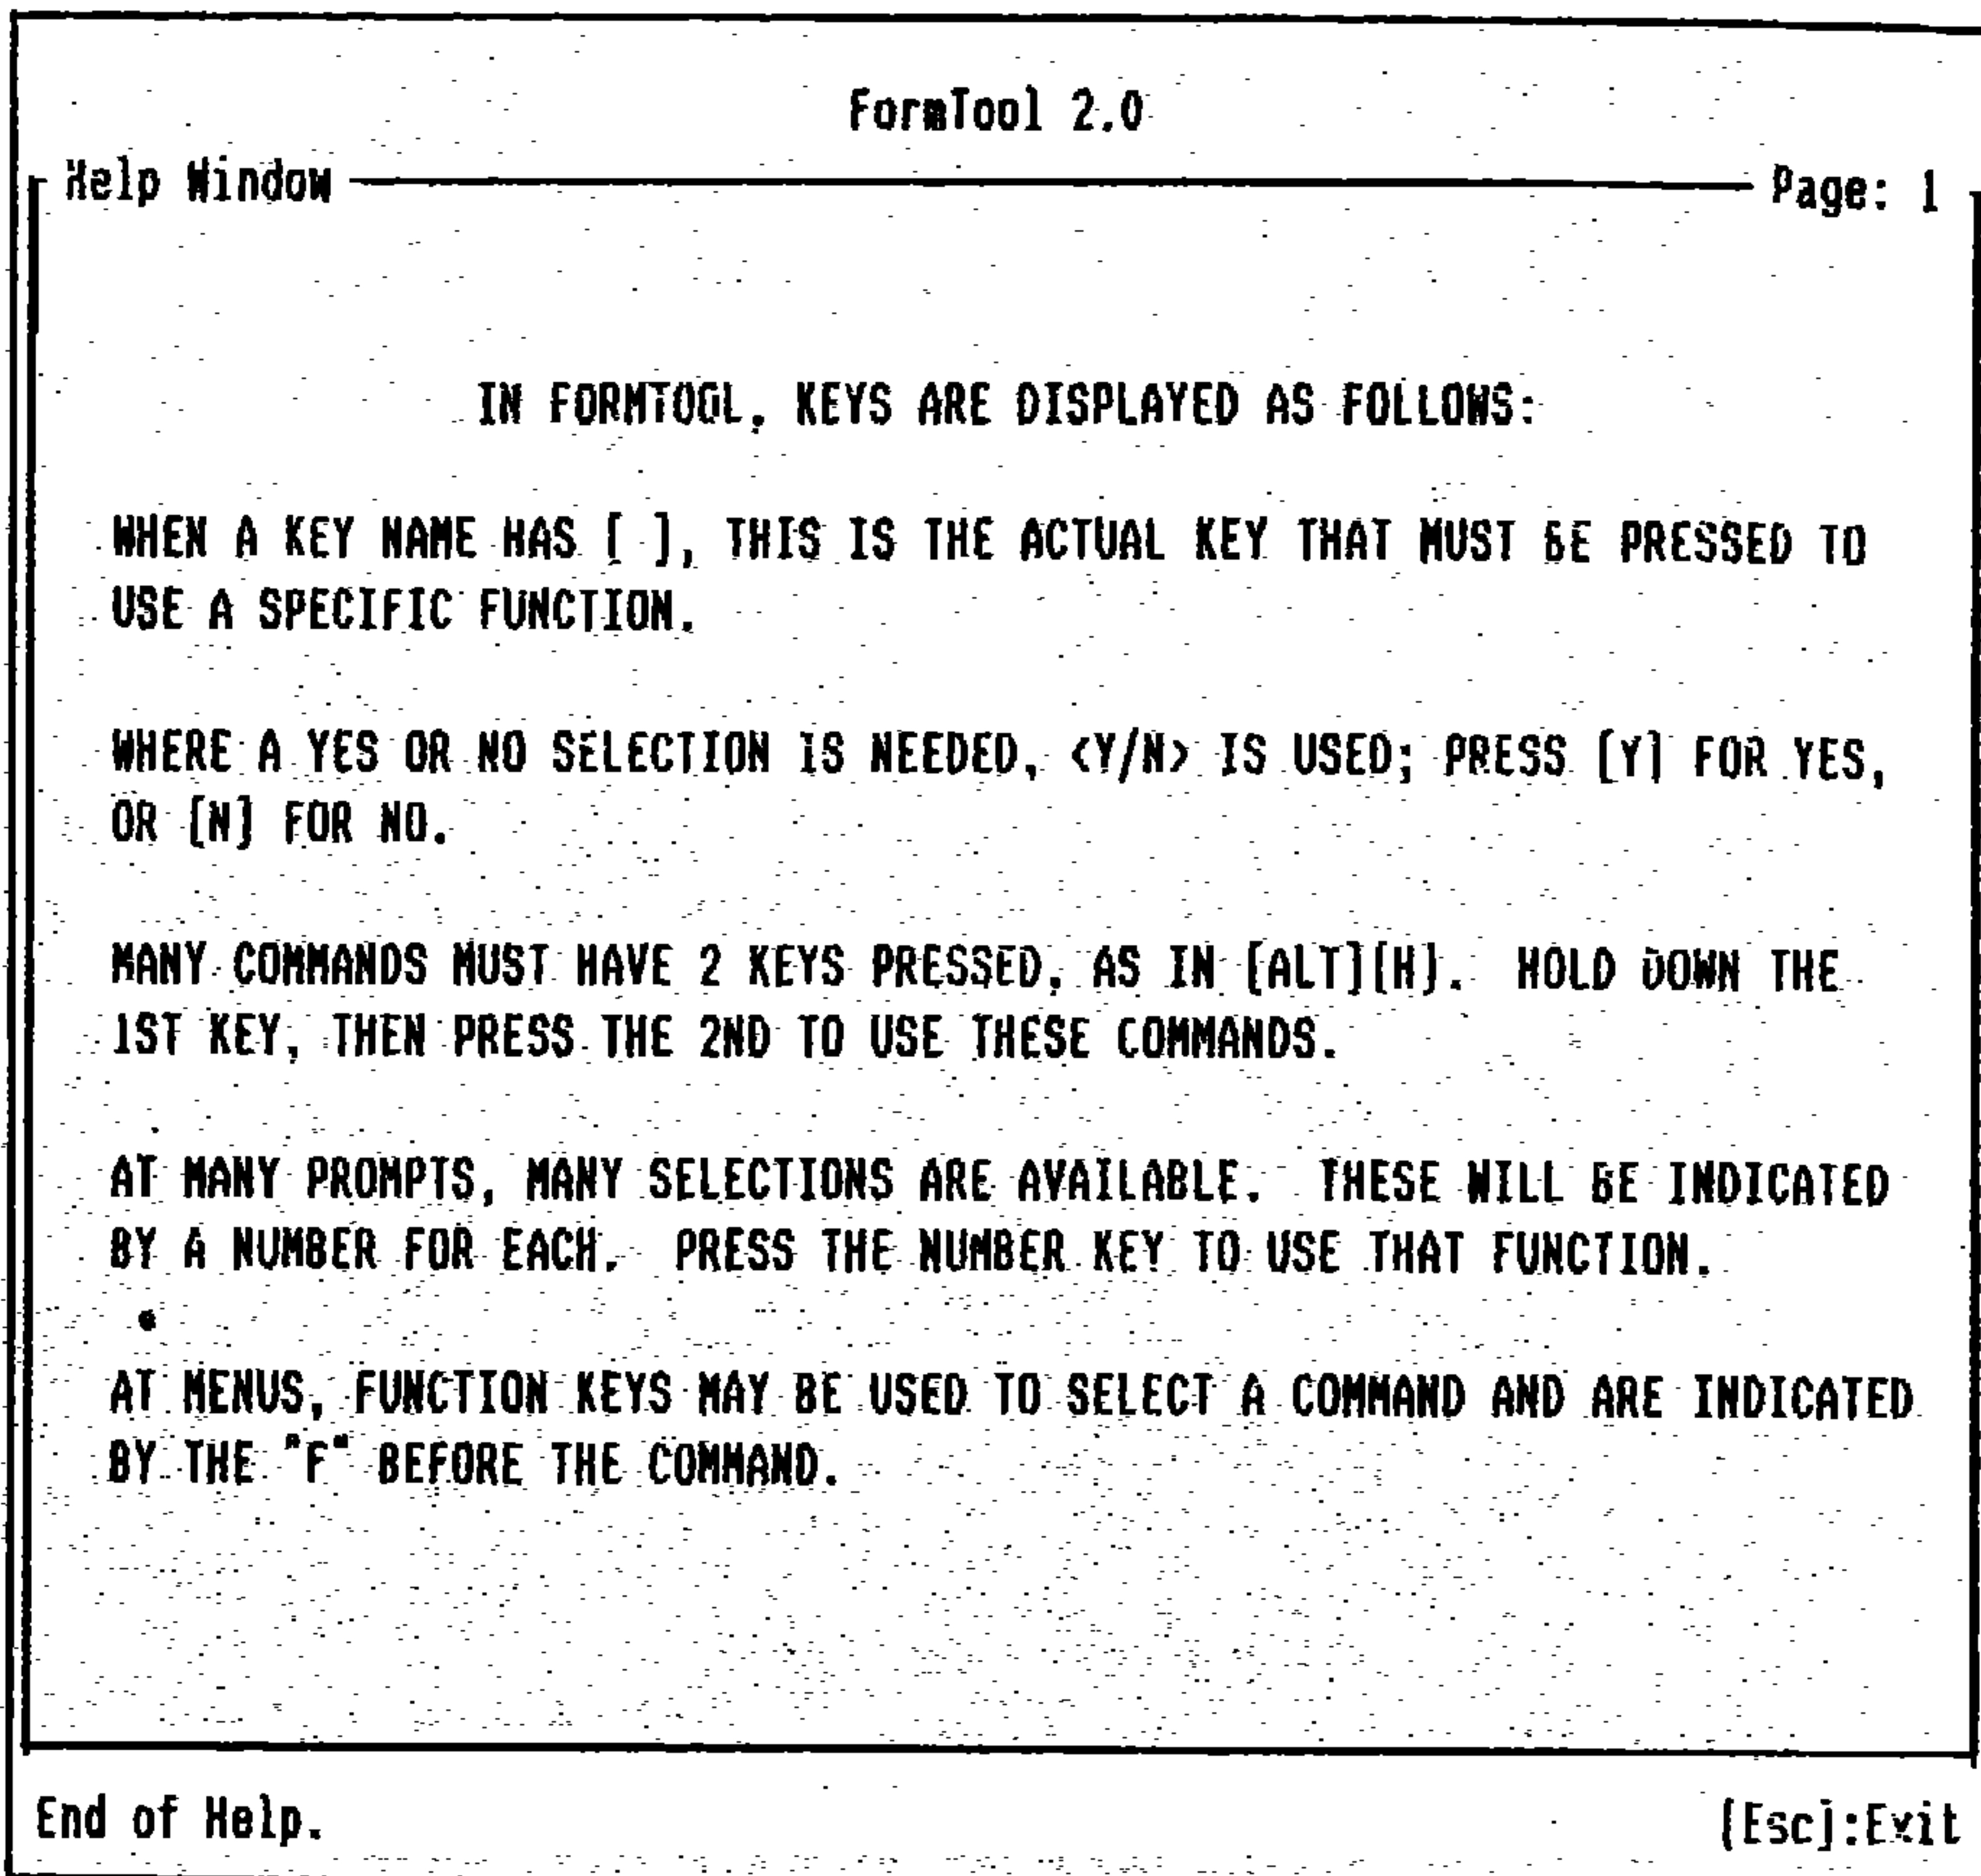 FormTool 2.0
Help Window Page: 1
IN FORMTOOL, KEYS ARE DISPLAYED AS FOLLOWS:
WHEN A KEY NAME HAS [ ], THIS IS THE ACTUAL KEY THAT MUST BE PRESSED TO
USE A SPECIFIC FUNCTION.
WHERE A YES OR NO SELECTION IS NEEDED, <Y/N> IS USED; PRESS [Y] FOR YES,
OR [N] FOR NO.
MANY COMMANDS MUST HAVE 2 KEYS PRESSED, AS IN [ALT][H].  HOLD DOWN THE
1ST KEY, THEN PRESS THE 2ND TO USE THESE COMMANDS.
AT MANY PROMPTS, MANY SELECTIONS ARE AVAILABLE.  THESE WILL BE INDICATED
BY A NUMBER FOR EACH.  PRESS THE NUMBER KEY TO USE THAT FUNCTION.
AT MENUS, FUNCTION KEYS MAY BE USED TO SELECT A COMMAND AND ARE INDICATED
BY THE "F" BEFORE THE COMMAND.
End of Help. [Esc]:Exit